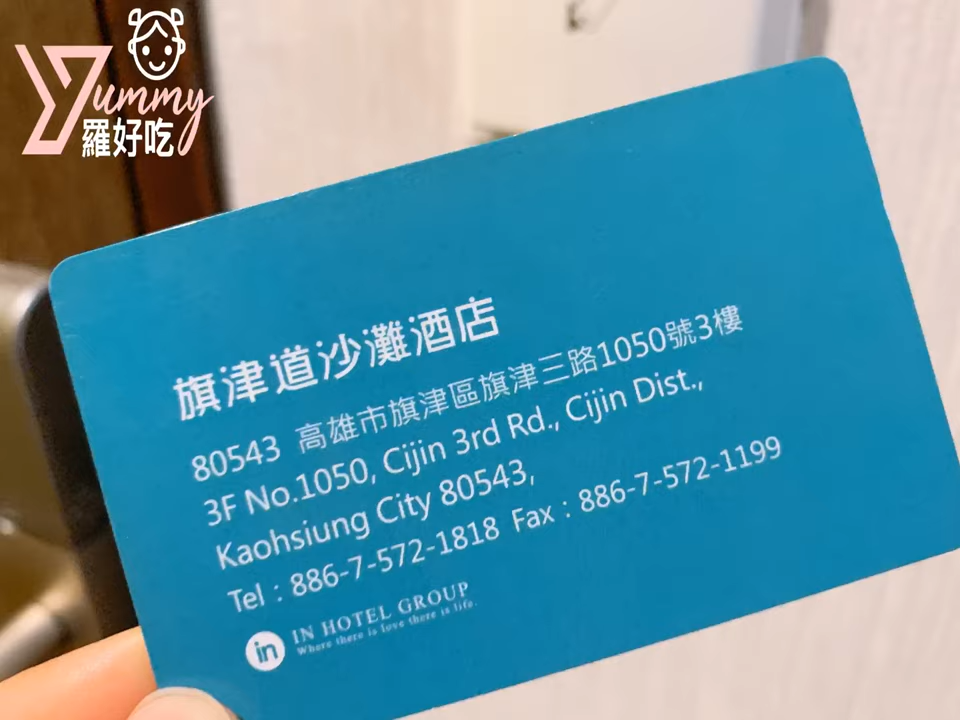 Yummy
羅好吃
旗津道沙灘酒店
80543 高雄市旗津區旗津三路1050號3樓
3F No.1050, Cijin 3rd Rd., Cijin Dist.,
Kaohsiung City 80543,
Tel : 886-7-572-1818 Fax : 886-7-572-1199
in
IN HOTEL GROUP
Where there is love there is life.